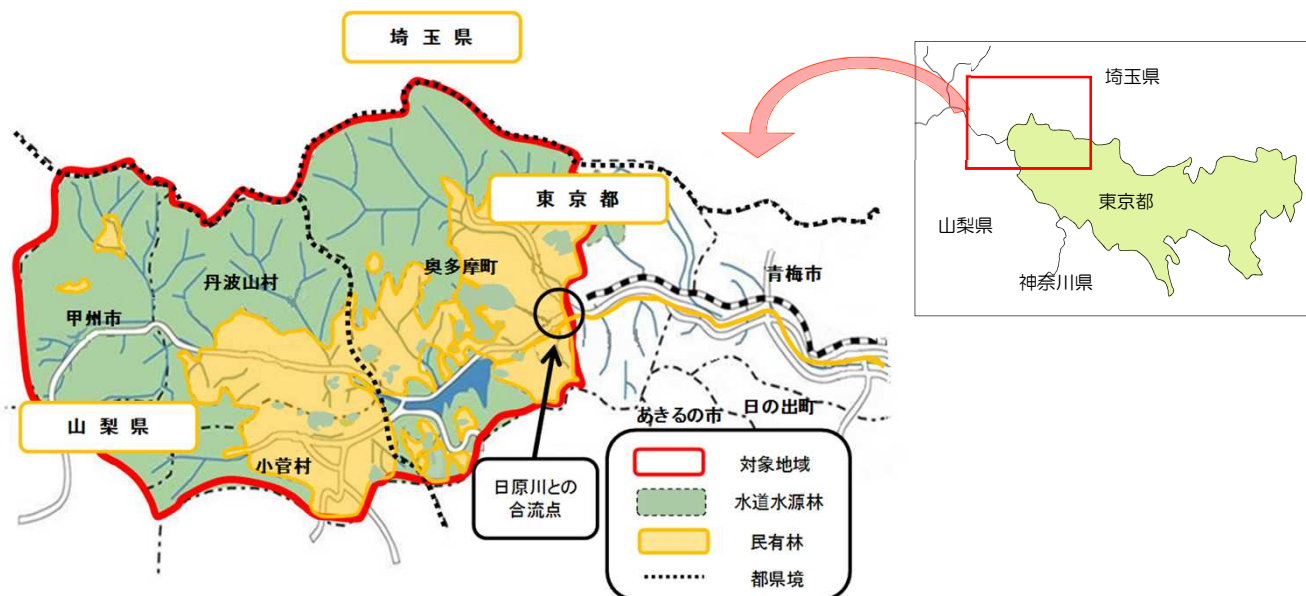 埼玉県
埼玉県
東京都
東京都
山梨県
神奈川県
奥多摩町
青梅市
丹波山村
甲州市
山梨県
小菅村
あきるの市
日の出町
日原川との
合流点
対象地域
水道水源林
民有林
都県境